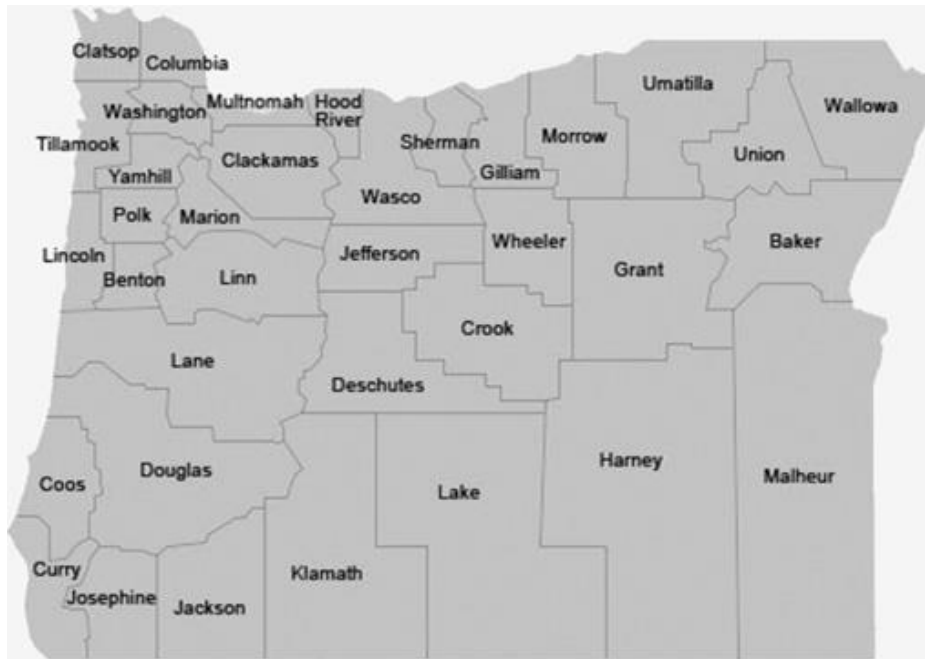 Clatsop
Columbia
Washington
Multnomah
Hood
River
Tillamook
Yamhill
Clackamas
Wasco
Sherman
Gilliam
Morrow
Umatilla
Union
Wallowa
Polk
Marion
Lincoln
Benton
Linn
Jefferson
Wheeler
Grant
Baker
Lane
Crook
Deschutes
Coos
Douglas
Lake
Harney
Malheur
Curry
Josephine
Jackson
Klamath